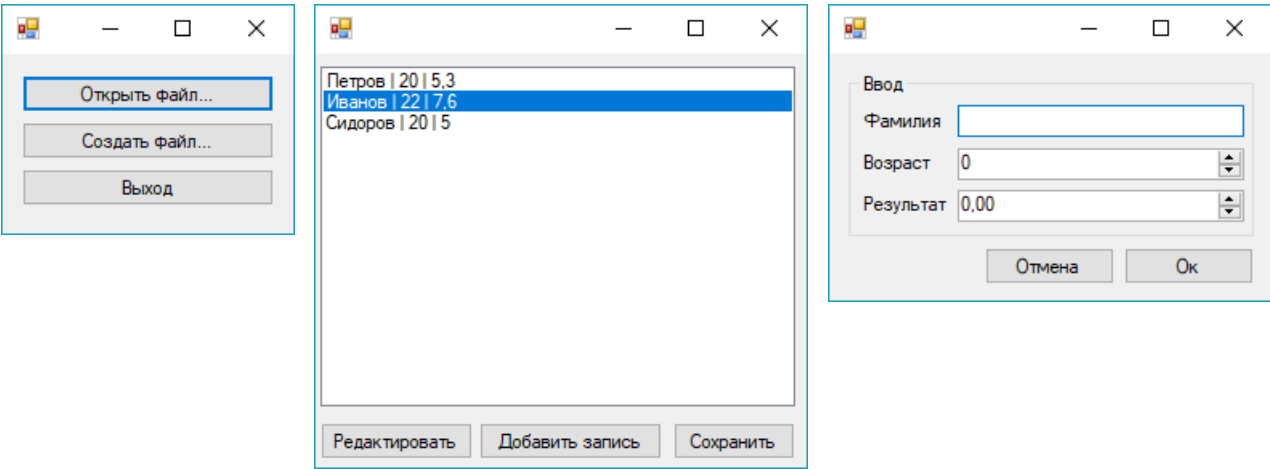 Открыть файл...
Создать файл...
Выход
Петров | 20 | 5,3
Иванов | 22 | 7,6
Сидоров | 20 | 5
Редактировать
Добавить запись
Сохранить
Ввод
Фамилия
Возраст 0
Результат 0,00
Отмена Ок